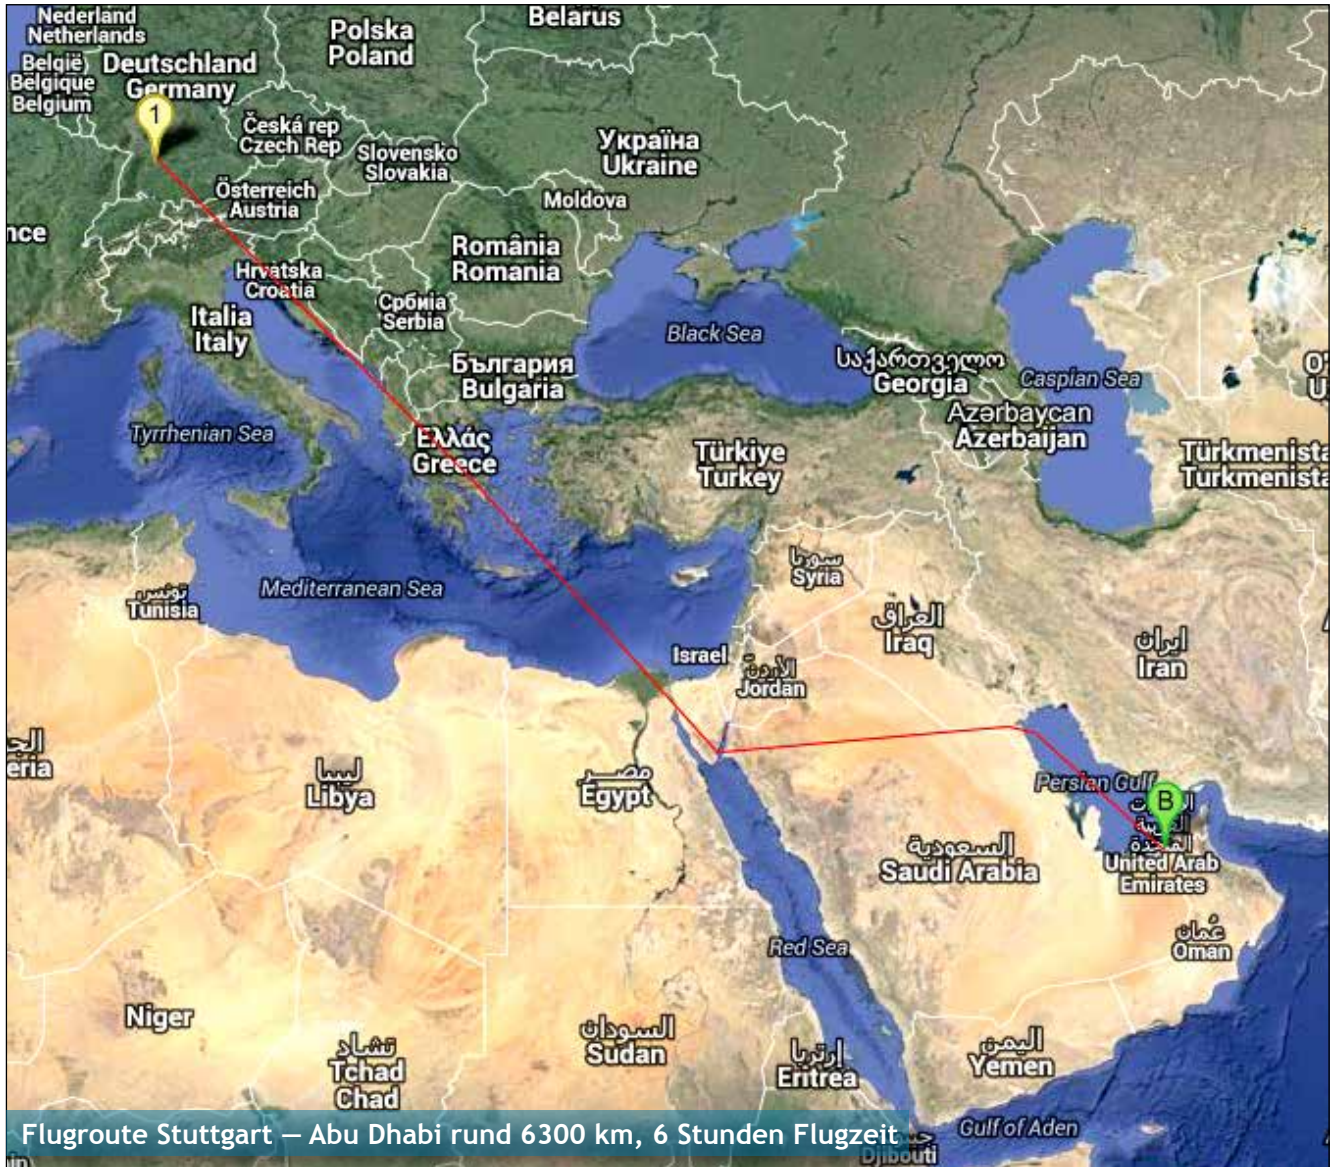 Nederland
Netherlands
België
Belgique
Belgium
Deutschland
Germany
1
Polska
Poland
Belarus
Česká rep
Czech Rep
Slovensko
Slovakia
Україна
Ukraine
Österreich
Austria
Moldova
nce
România
Romania
Hrvatska
Croatia
Србија
Serbia
Italia
Italy
Black Sea
България
Bulgaria
საქართველო
Georgia
Caspian Sea
Azərbaycan
Azerbaijan
Tyrrhenian Sea
Ελλάς
Greece
Türkiye
Turkey
Türkmenista
Turkmenista
سوريا
Syria
تونس
Tunisia
Mediterranean Sea
العراق
Iraq
ایران
Iran
Israel
الأردن
Jordan
الجز
eria
ليبيا
Libya
مصر
Egypt
Persian Gulf
B
المتحدة
United Arab
Emirates
السعودية
Saudi Arabia
Red Sea
عُمان
Oman
Niger
تشاد
Tchad
Chad
السودان
Sudan
إرتريا
Eritrea
اليمن
Yemen
Gulf of Aden
Djibouti
Flugroute Stuttgart — Abu Dhabi rund 6300 km, 6 Stunden Flugzeit